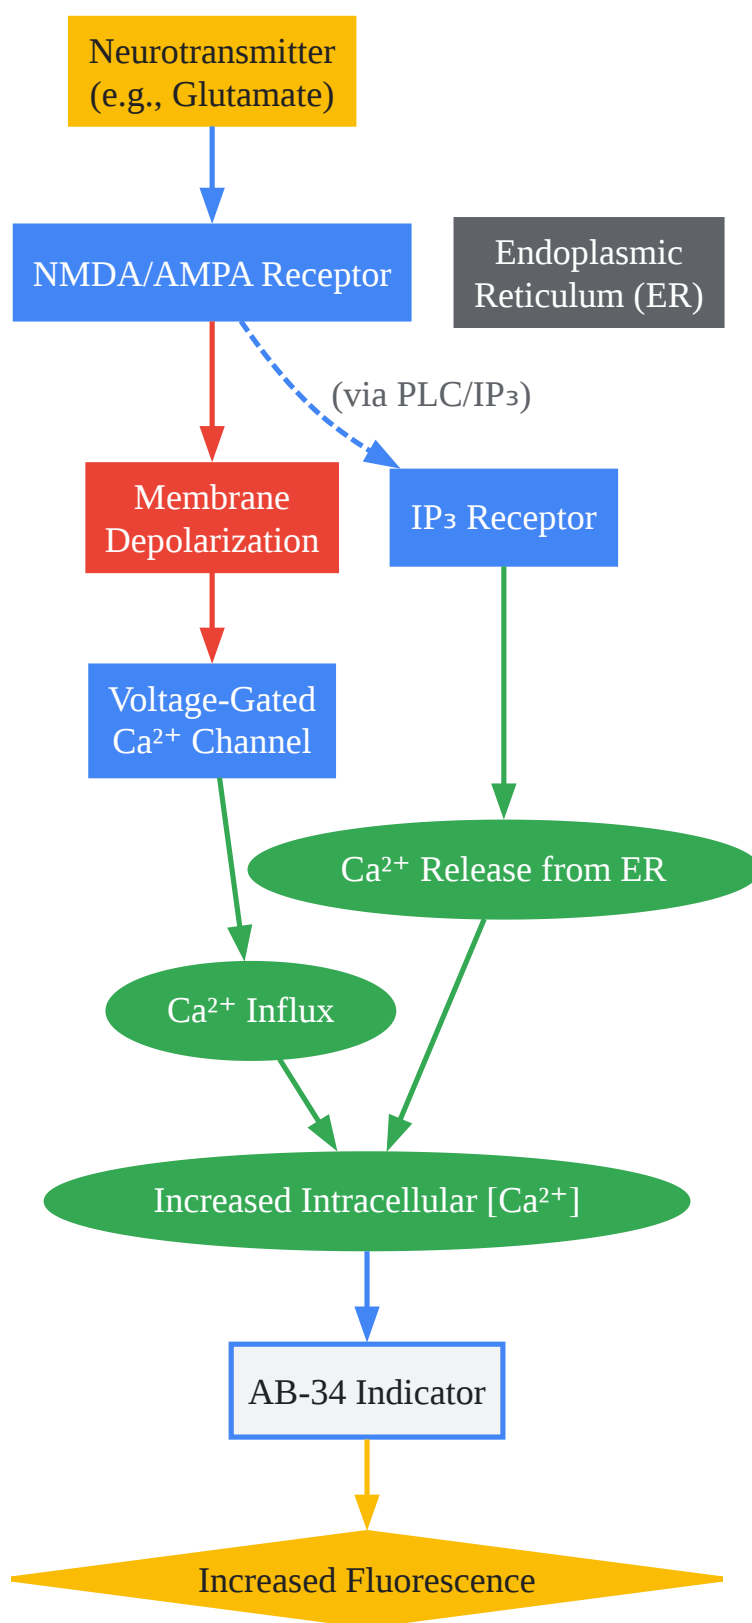 Neurotransmitter
(e.g., Glutamate)
NMDA/AMPA Receptor
Endoplasmic
Reticulum (ER)
(via PLC/IP₃)
Membrane
Depolarization
IP₃ Receptor
Voltage-Gated
Ca²⁺ Channel
Ca²⁺ Release from ER
Ca²⁺ Influx
Increased Intracellular [Ca²⁺]
AB-34 Indicator
Increased Fluorescence